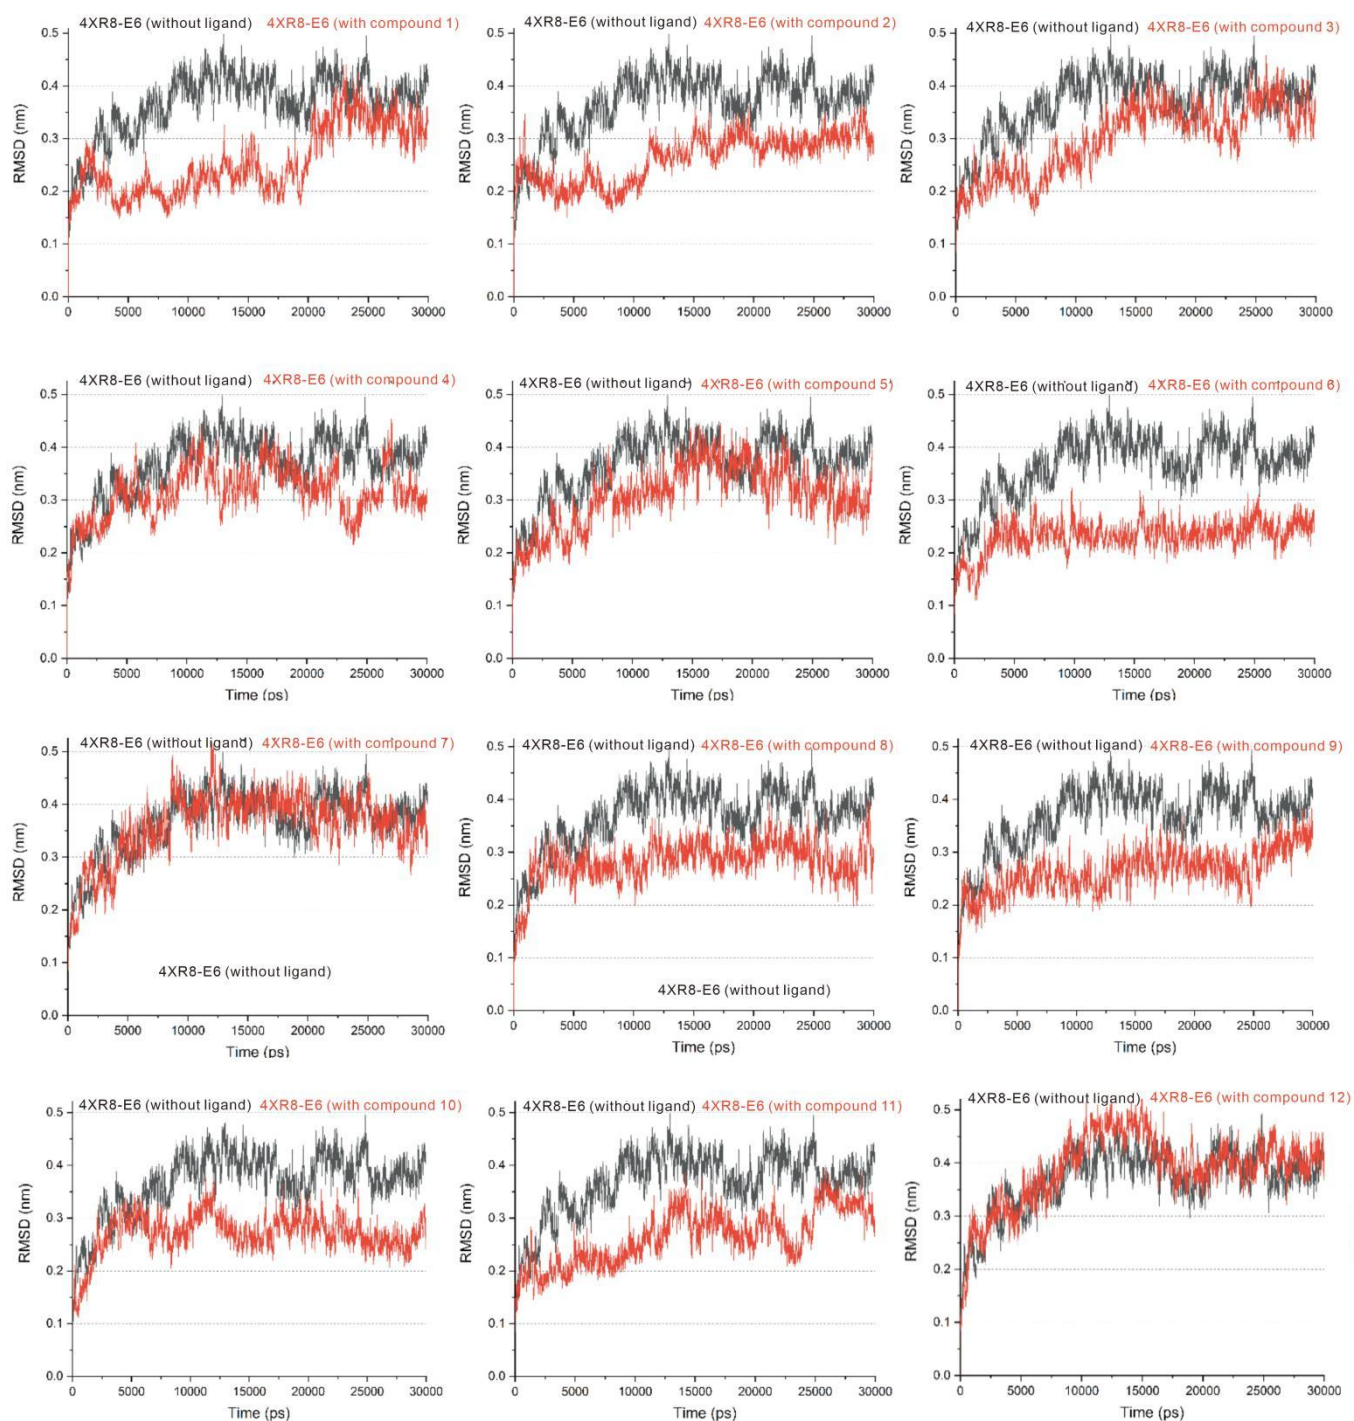 4XR8-E6 (without ligand) 4XR8-E6 (with compound 1)
RMSD (nm)
0.5
0.4
0.3
0.2
0.1
0.0
0 5000 10000 15000 20000 25000 30000
4XR8-E6 (without ligand) 4XR8-E6 (with compound 2)
RMSD (nm)
0.5
0.4
0.3
0.2
0.1
0.0
0 5000 10000 15000 20000 25000 30000
4XR8-E6 (without ligand) 4XR8-E6 (with compound 3)
RMSD (nm)
0.5
0.4
0.3
0.2
0.1
0.0
0 5000 10000 15000 20000 25000 30000
4XR8-E6 (without ligand) 4XR8-E6 (with compound 4)
RMSD (nm)
0.5
0.4
0.3
0.2
0.1
0.0
0 5000 10000 15000 20000 25000 30000
Time (ps)
4XR8-E6 (without ligand) 4XR8-E6 (with compound 5)
RMSD (nm)
0.5
0.4
0.3
0.2
0.1
0.0
0 5000 10000 15000 20000 25000 30000
Time (ps)
4XR8-E6 (without ligand) 4XR8-E6 (with compound 6)
RMSD (nm)
0.5
0.4
0.3
0.2
0.1
0.0
0 5000 10000 15000 20000 25000 30000
Time (ps)
4XR8-E6 (without ligand) 4XR8-E6 (with compound 7)
RMSD (nm)
0.5
0.4
0.3
0.2
0.1
0.0
4XR8-E6 (without ligand)
0 5000 10000 15000 20000 25000 30000
Time (ps)
4XR8-E6 (without ligand) 4XR8-E6 (with compound 8)
RMSD (nm)
0.5
0.4
0.3
0.2
0.1
0.0
4XR8-E6 (without ligand)
0 5000 10000 15000 20000 25000 30000
Time (ps)
4XR8-E6 (without ligand) 4XR8-E6 (with compound 9)
RMSD (nm)
0.5
0.4
0.3
0.2
0.1
0.0
0 5000 10000 15000 20000 25000 30000
Time (ps)
4XR8-E6 (without ligand) 4XR8-E6 (with compound 10)
RMSD (nm)
0.5
0.4
0.3
0.2
0.1
0.0
0 5000 10000 15000 20000 25000 30000
Time (ps)
4XR8-E6 (without ligand) 4XR8-E6 (with compound 11)
RMSD (nm)
0.5
0.4
0.3
0.2
0.1
0.0
0 5000 10000 15000 20000 25000 30000
Time (ps)
4XR8-E6 (without ligand) 4XR8-E6 (with compound 12)
RMSD (nm)
0.5
0.4
0.3
0.2
0.1
0.0
0 5000 10000 15000 20000 25000 30000
Time (ps)